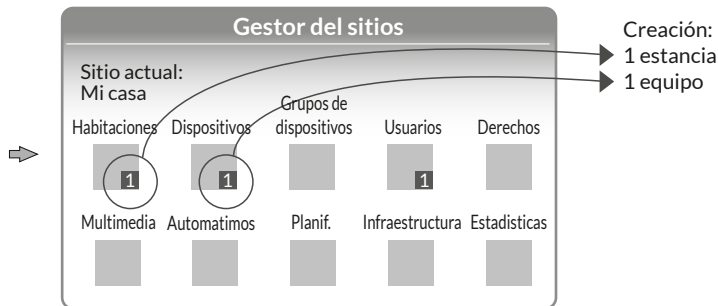 Gestor del sitios
Creación:
1 estancia
1 equipo
Sitio actual:
Mi casa
Habitaciones
Dispositivos
Grupos de
dispositivos
Usuarios
Derechos
1
1
1
Multimedia
Automatimos
Planif.
Infraestructura
Estadisticas